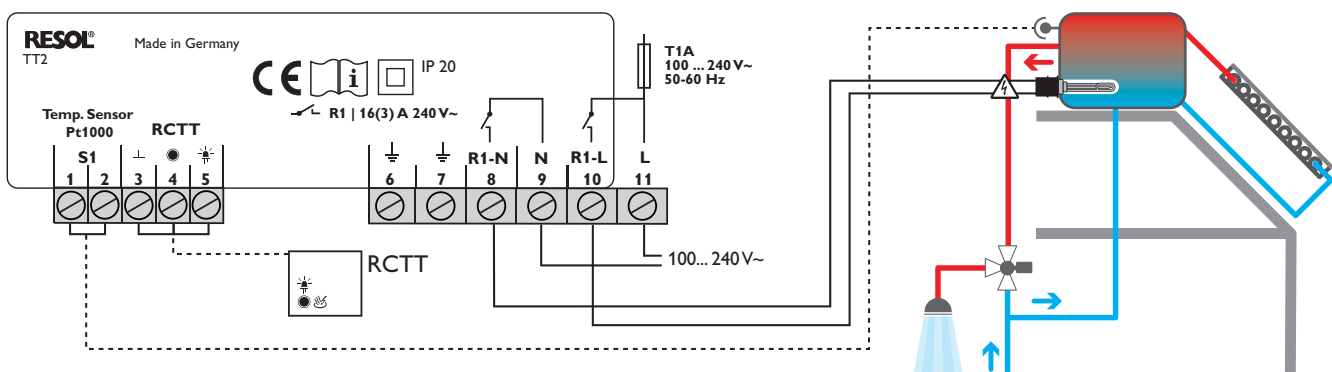 RESOL®
TT2
Made in Germany
CE
i
IP 20
R1 | 16(3) A 240 V~
T1A
100 ... 240 V~
50-60 Hz
Temp. Sensor
Pt1000
RCTT
S1
R1-N N R1-L L
1 2 3 4 5 6 7 8 9 10 11
100... 240 V~
RCTT